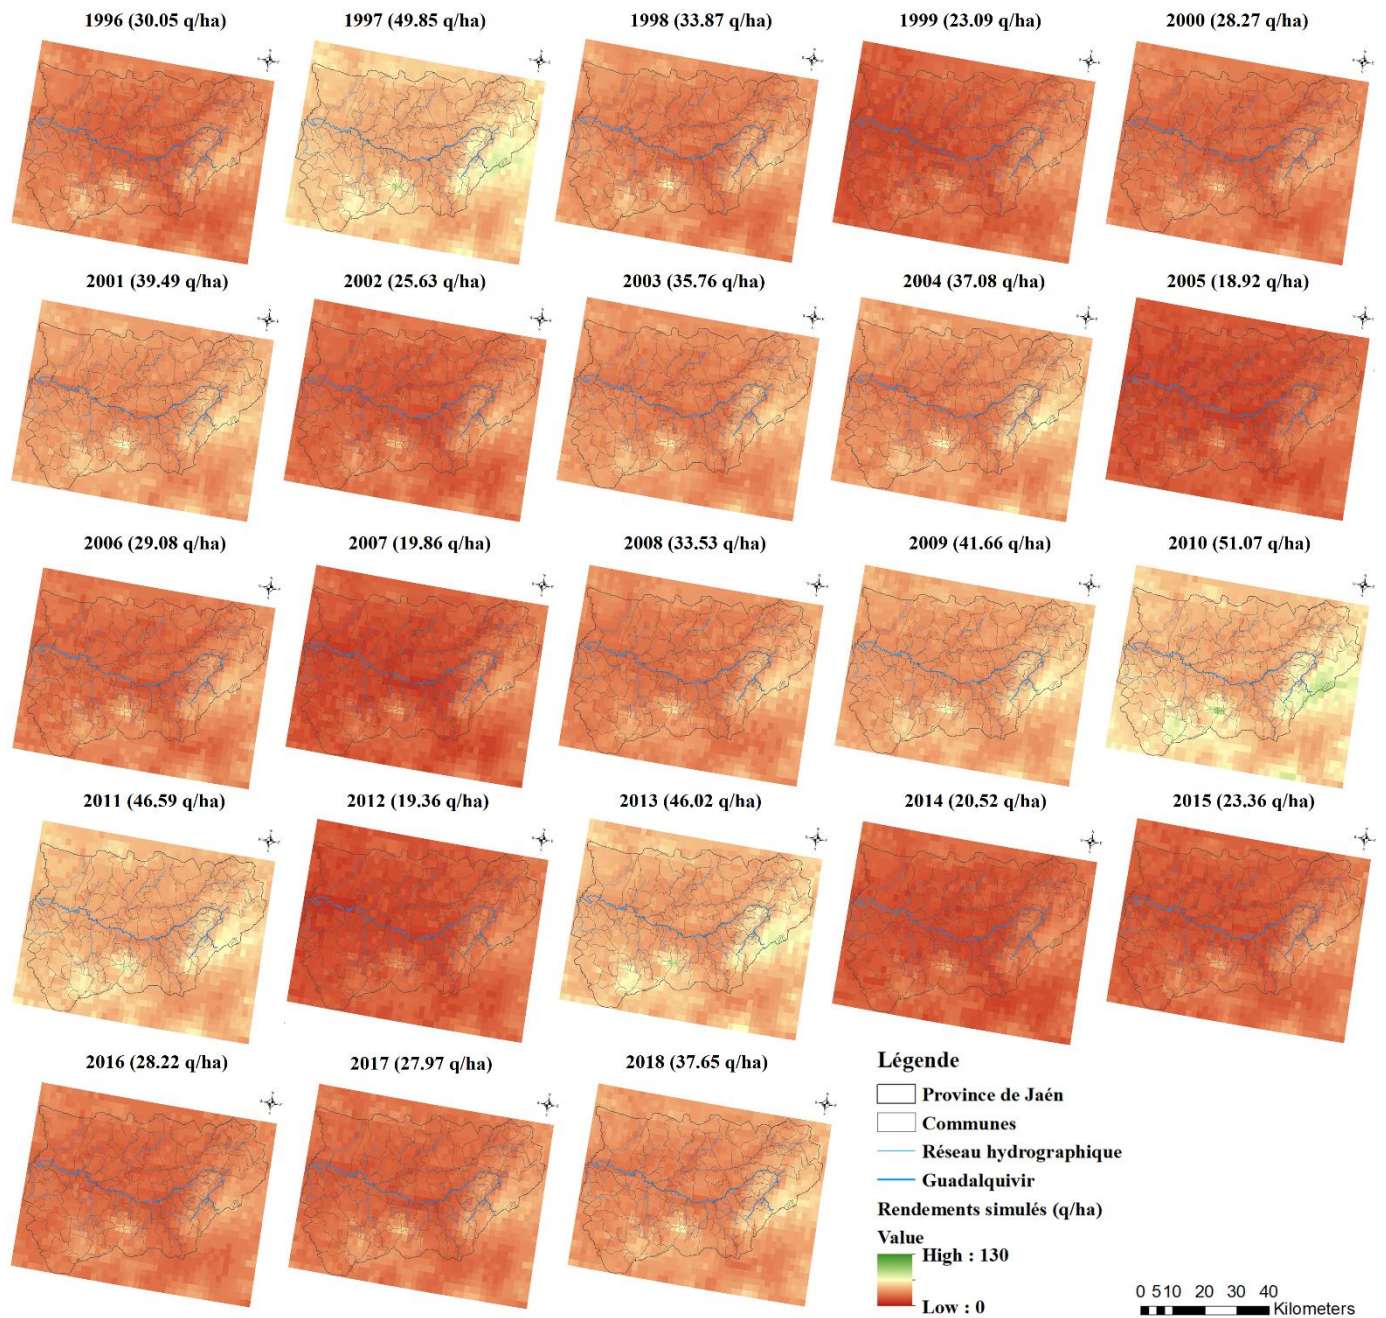 1996 (30.05 q/ha)
1997 (49.85 q/ha)
1998 (33.87 q/ha)
1999 (23.09 q/ha)
2000 (28.27 q/ha)
2001 (39.49 q/ha)
2002 (25.63 q/ha)
2003 (35.76 q/ha)
2004 (37.08 q/ha)
2005 (18.92 q/ha)
2006 (29.08 q/ha)
2007 (19.86 q/ha)
2008 (33.53 q/ha)
2009 (41.66 q/ha)
2010 (51.07 q/ha)
2011 (46.59 q/ha)
2012 (19.36 q/ha)
2013 (46.02 q/ha)
2014 (20.52 q/ha)
2015 (23.36 q/ha)
2016 (28.22 q/ha)
2017 (27.97 q/ha)
2018 (37.65 q/ha)
Légende
Province de Jaén
Communes
Réseau hydrographique
Guadalquivir
Rendements simulés (q/ha)
Value
High : 130
Low : 0
0 5 10 20 30 40
Kilometers